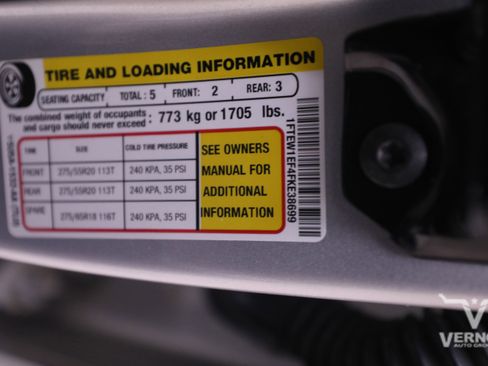 TIRE AND LOADING INFORMATION
SEATING CAPACITY TOTAL: 5 FRONT: 2 REAR: 3
The combined weight of occupants
and cargo should never exceed: 773 kg or 1705 lbs.
TIRE SIZE COLD TIRE PRESSURE
FRONT 275/55R20 113T 240 KPA, 35 PSI
REAR 275/55R20 113T 240 KPA, 35 PSI
SPARE 275/65R18 116T 240 KPA, 35 PSI
SEE OWNERS
MANUAL FOR
ADDITIONAL
INFORMATION
1FTEW1EF4FKE38699
VERNO
AUTO GROU